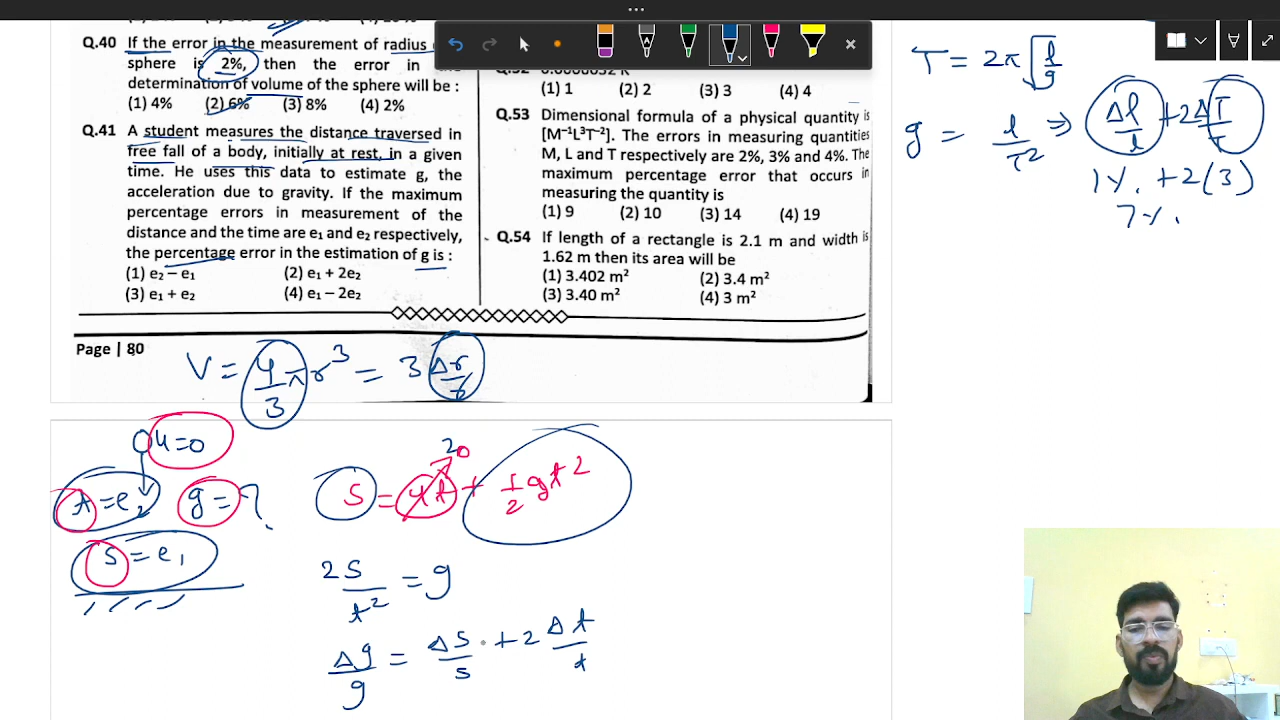 Q.40 If the error in the measurement of radius
sphere is 2%, then the error in
determination of volume of the sphere will be :
(1) 4% (2) 6% (3) 8% (4) 2%
Q.41 A student measures the distance traversed in
free fall of a body, initially at rest, in a given
time. He uses this data to estimate g, the
acceleration due to gravity. If the maximum
percentage errors in measurement of the
distance and the time are e₁ and e₂ respectively,
the percentage error in the estimation of g is :
(1) e₂ – e₁ (2) e₁ + 2e₂
(3) e₁ + e₂ (4) e₁ – 2e₂
Page | 80
(1) 1 (2) 2 (3) 3 (4) 4
Q.53 Dimensional formula of a physical quantity is
[M⁻¹L³T⁻²]. The errors in measuring quantities
M, L and T respectively are 2%, 3% and 4%. The
maximum percentage error that occurs in
measuring the quantity is
(1) 9 (2) 10 (3) 14 (4) 19
Q.54 If length of a rectangle is 2.1 m and width is
1.62 m then its area will be
(1) 3.402 m² (2) 3.4 m²
(3) 3.40 m² (4) 3 m²
V = 4/3 π r³ = 3 Δr/r
u=0
t = e₂ g = ?
s = e₁
S = ut + 1/2 gt²
0
2S/t² = g
Δg/g = ΔS/S + 2 Δt/t
T = 2π√(l/g)
g = l/T² ⇒ Δl/l + 2ΔT/T
1%. + 2(3)
7%.